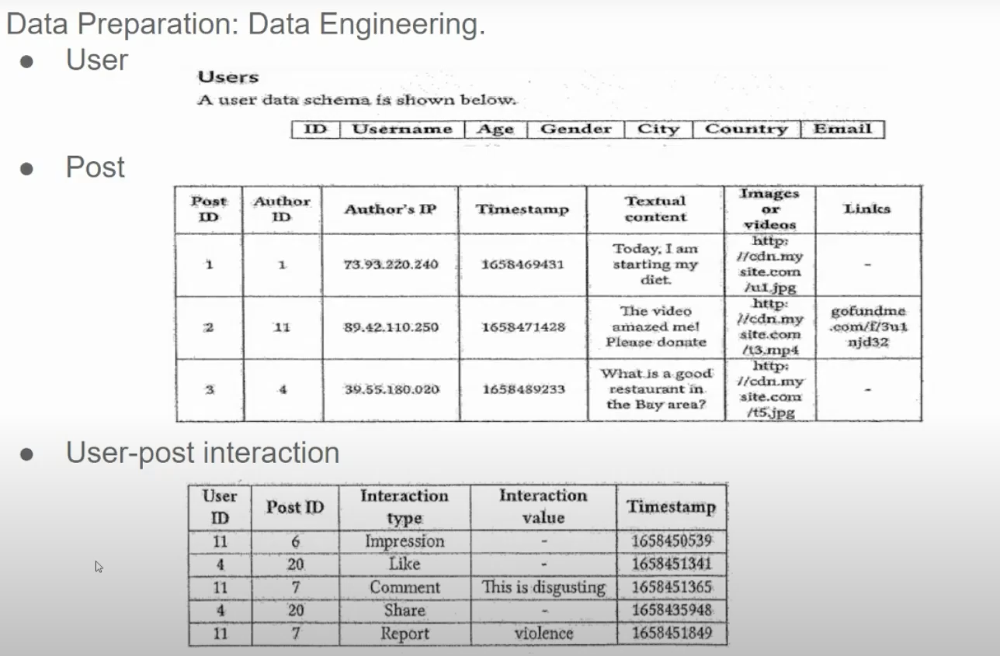 Data Preparation: Data Engineering.
● User
Users
A user data schema is shown below.
ID Username Age Gender City Country Email
● Post
Post ID Author ID Author's IP Timestamp Textual content Images or videos Links
1 1 73.93.220.240 1658469431 Today, I am starting my diet. http://cdn.mysite.com/u1.jpg -
2 11 89.42.110.250 1658471428 The video amazed me! Please donate http://cdn.mysite.com/t3.mp4 gofundme.com/f/3u1njd32
3 4 39.55.180.020 1658489233 What is a good restaurant in the Bay area? http://cdn.mysite.com/t5.jpg -
● User-post interaction
User ID Post ID Interaction type Interaction value Timestamp
11 6 Impression - 1658450539
4 20 Like - 1658451341
11 7 Comment This is disgusting 1658451365
4 20 Share - 1658435948
11 7 Report violence 1658451849